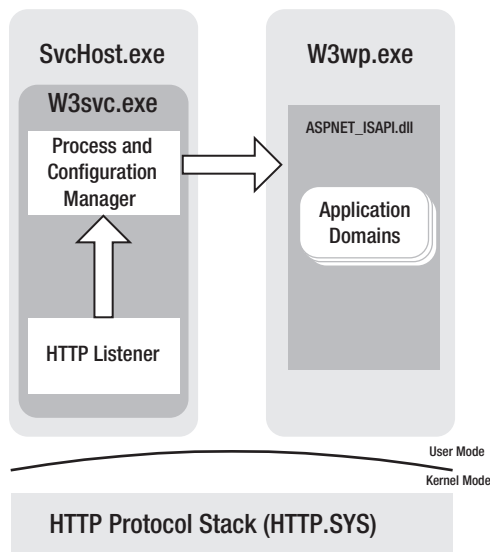 SvcHost.exe
W3svc.exe
Process and
Configuration
Manager
HTTP Listener
W3wp.exe
ASPNET_ISAPI.dll
Application
Domains
User Mode
Kernel Mode
HTTP Protocol Stack (HTTP.SYS)